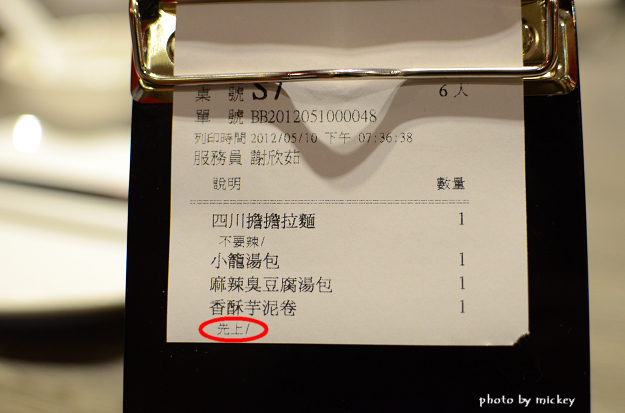 桌 號 S7 6 人
單 號 BB2012051000048
列印時間 2012/05/10 下午 07:36:38
服務員 謝欣茹
說明 數量
四川擔擔拉麵 1
不要辣/
小籠湯包 1
麻辣臭豆腐湯包 1
香酥芋泥卷 1
先上/
photo by mickey